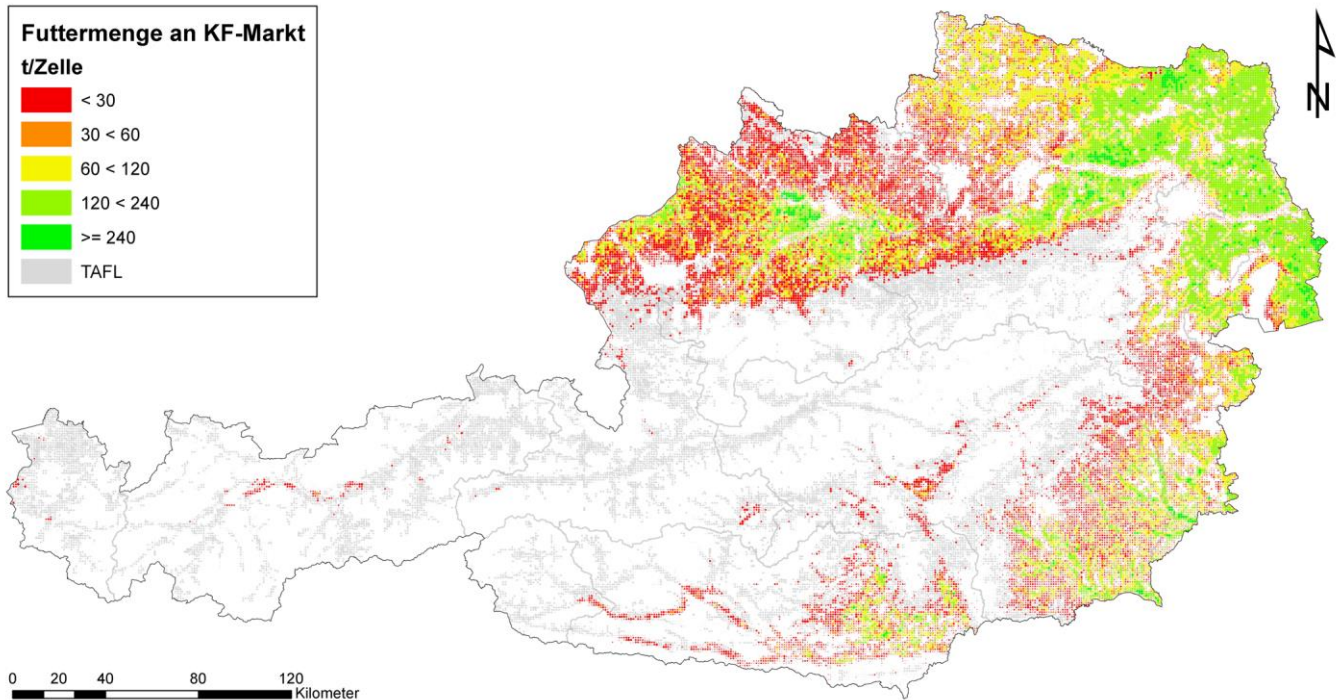 Futtermenge an KF-Markt
t/Zelle
< 30
30 < 60
60 < 120
120 < 240
>= 240
TAFL
N
0 20 40 80 120
Kilometer